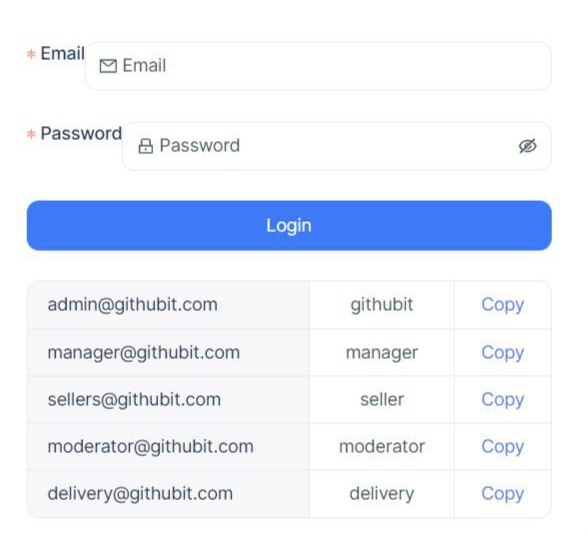 * Email
Email
* Password
Password
Login
admin@githubit.com githubit Copy
manager@githubit.com manager Copy
sellers@githubit.com seller Copy
moderator@githubit.com moderator Copy
delivery@githubit.com delivery Copy